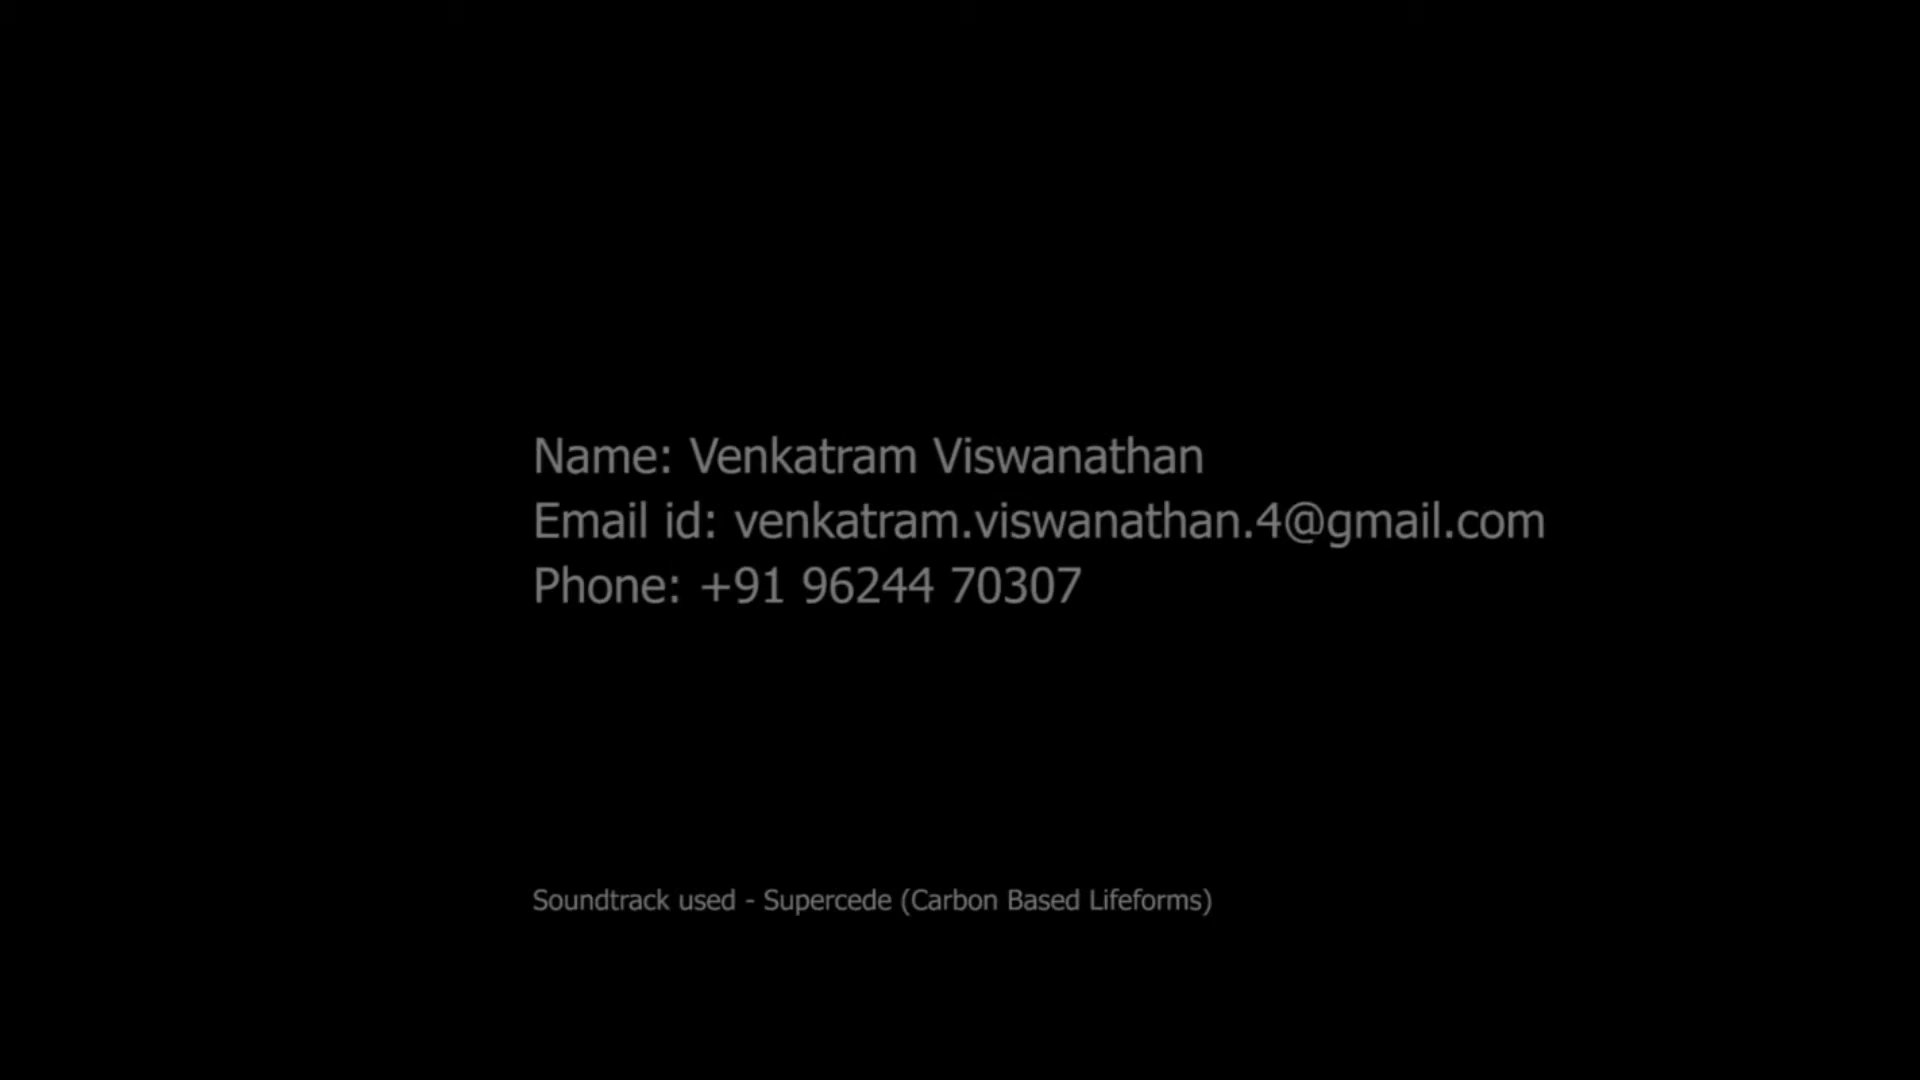 Name: Venkatram Viswanathan
Email id: venkatram.viswanathan.4@gmail.com
Phone: +91 96244 70307
Soundtrack used - Supercede (Carbon Based Lifeforms)